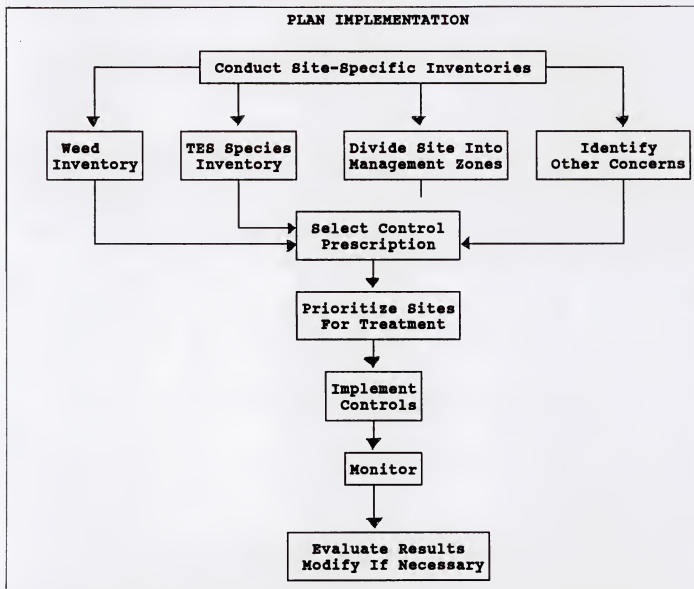 PLAN IMPLEMENTATION
Conduct Site-Specific Inventories
Weed
Inventory
TES Species
Inventory
Divide Site Into
Management Zones
Identify
Other Concerns
Select Control
Prescription
Prioritize Sites
For Treatment
Implement
Controls
Monitor
Evaluate Results
Modify If Necessary